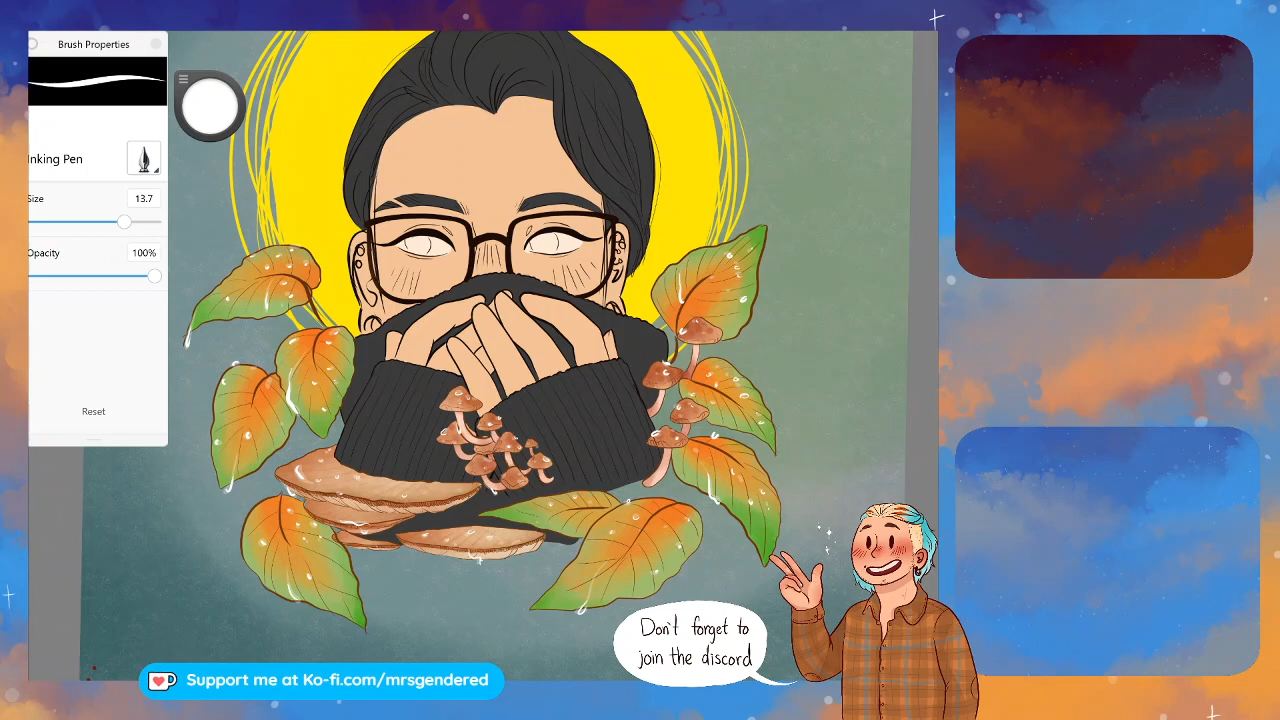 Brush Properties
Inking Pen
Size
13.7
Opacity
100%
Reset
Don't forget to
join the discord
Support me at Ko-fi.com/mrsgendered